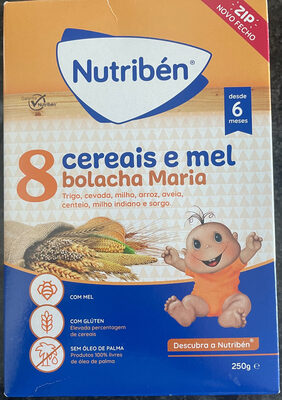 ZIP
NOVO FECHO
Nutribén®
Nutribén®
desde
6
meses
8 cereais e mel
bolacha Maria
Trigo, cevada, milho, arroz, aveia,
centeio, milho indiano e sorgo.
COM MEL
COM GLÚTEN
Elevada percentagem
de cereais
SEM ÓLEO DE PALMA
Produtos 100% livres
de óleo de palma
Descubra a Nutribén®
250g e